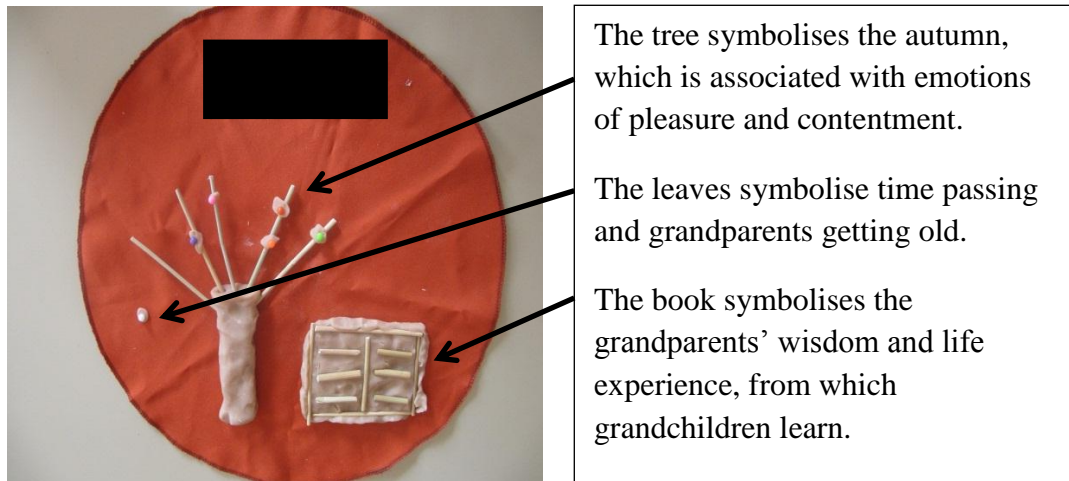 The tree symbolises the autumn,
which is associated with emotions
of pleasure and contentment.
The leaves symbolise time passing
and grandparents getting old.
The book symbolises the
grandparents’ wisdom and life
experience, from which
grandchildren learn.